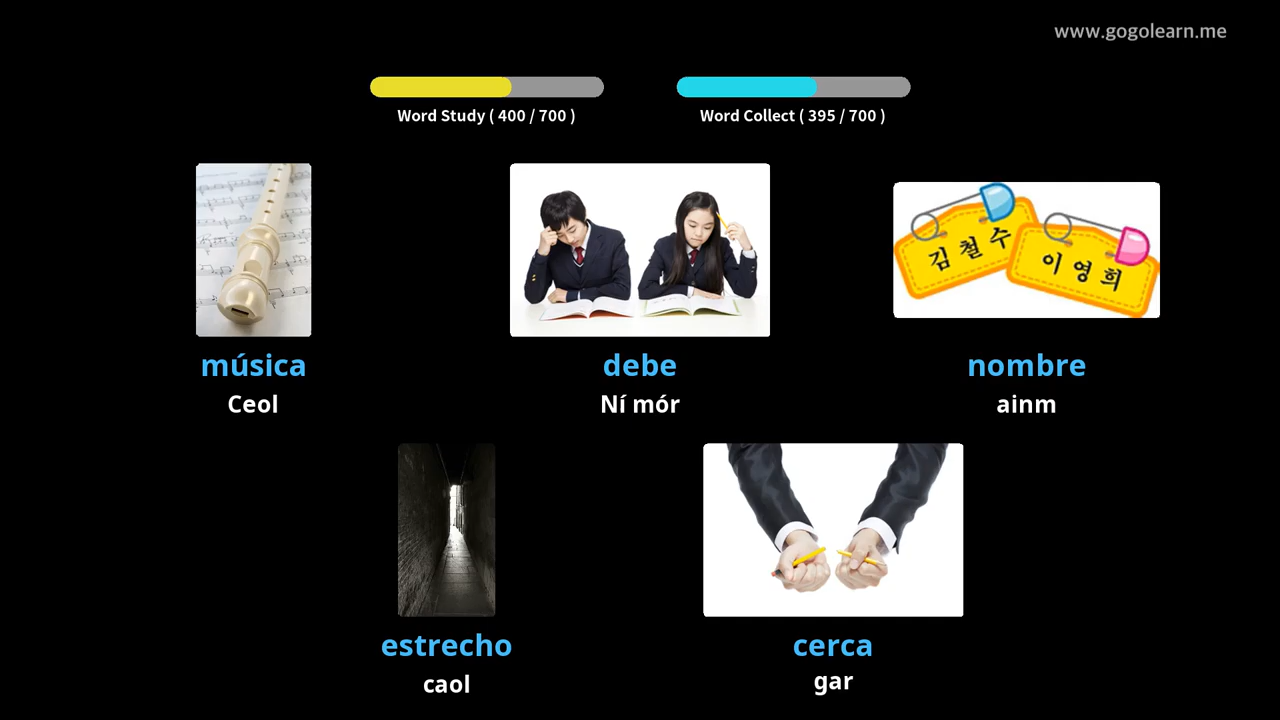 www.gogolearn.me
Word Study ( 400 / 700 )
Word Collect ( 395 / 700 )
김철수
이영희
música
Ceol
debe
Ní mór
nombre
ainm
estrecho
caol
cerca
gar